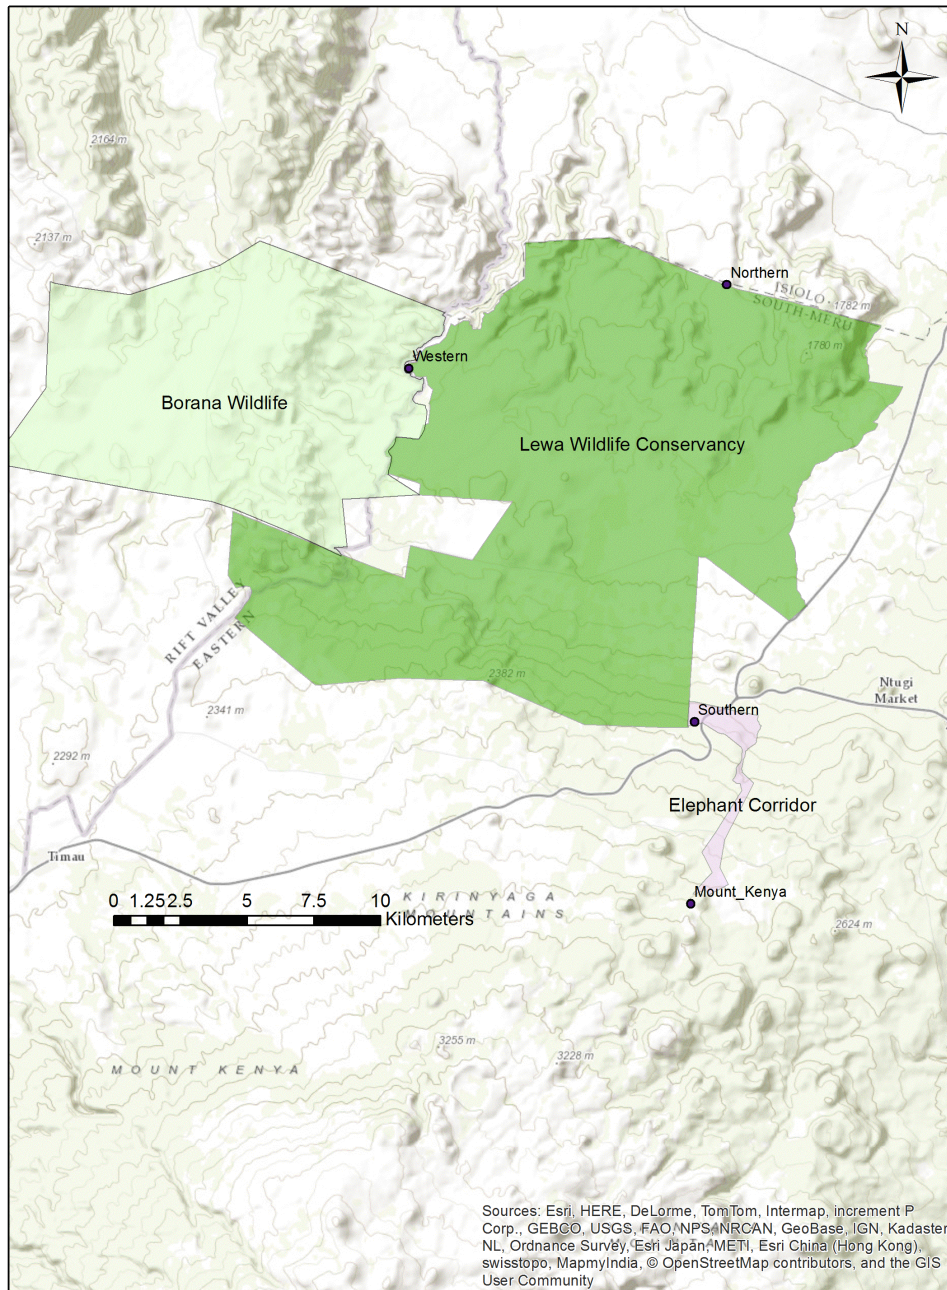 N
2164 m
2137 m
Northern
ISIOLO
SOUTH-MERU
1782 m
1780 m
Western
Borana Wildlife
Lewa Wildlife Conservancy
RIFT VALLEY
EASTERN
2382 m
Ntugi
Market
2341 m
Southern
2292 m
Elephant Corridor
Timau
0 1.25 2.5 5 7.5 10
Kilometers
KIRINYAGA
MOUNTAINS
Mount_Kenya
2624 m
3255 m
3228 m
MOUNT KENYA
Sources: Esri, HERE, DeLorme, TomTom, Intermap, increment P
Corp., GEBCO, USGS, FAO, NPS, NRCAN, GeoBase, IGN, Kadaster
NL, Ordnance Survey, Esri Japan, METI, Esri China (Hong Kong),
swisstopo, MapmyIndia, © OpenStreetMap contributors, and the GIS
User Community